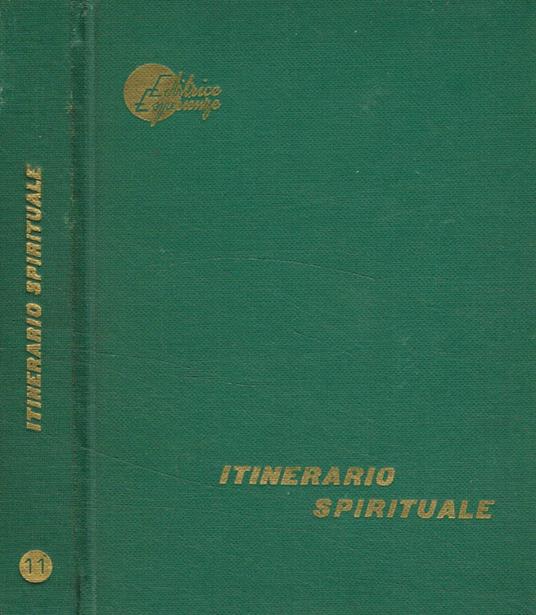 ITINERARIO SPIRITUALE
11
Editrice
Esperienze
ITINERARIO
SPIRITUALE